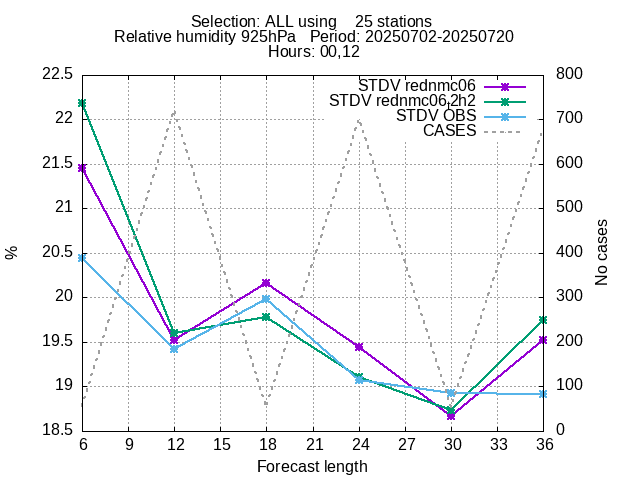 Selection: ALL using    25 stations
Relative humidity 925hPa   Period: 20250702-20250720
Hours: 00,12
STDV rednmc06
STDV rednmc06.2h2
STDV OBS
CASES
22.5
22
21.5
21
20.5
20
19.5
19
18.5
%
800
700
600
500
400
300
200
100
0
No cases
6 9 12 15 18 21 24 27 30 33 36
Forecast length